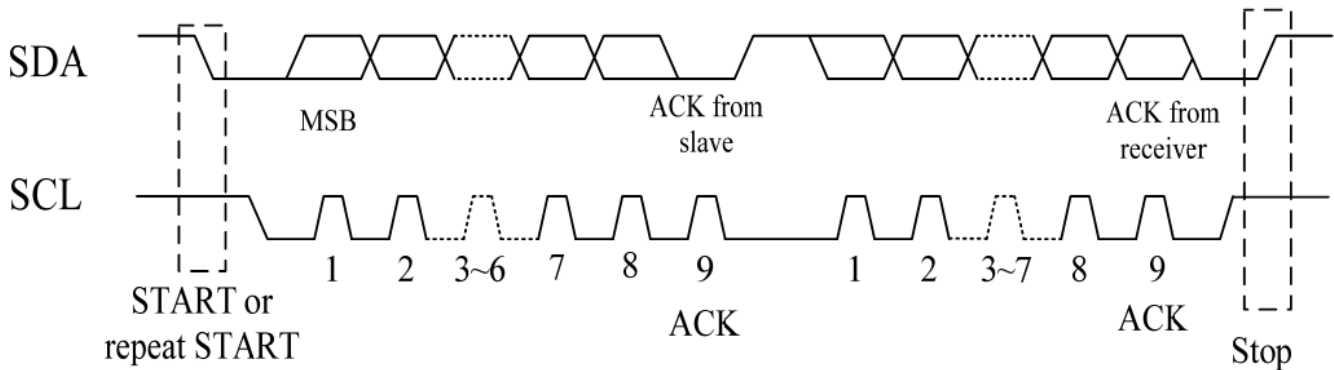 SDA
MSB
ACK from
slave
ACK from
receiver
SCL
1 2 3~6 7 8 9 1 2 3~7 8 9
START or
repeat START
ACK
ACK
Stop